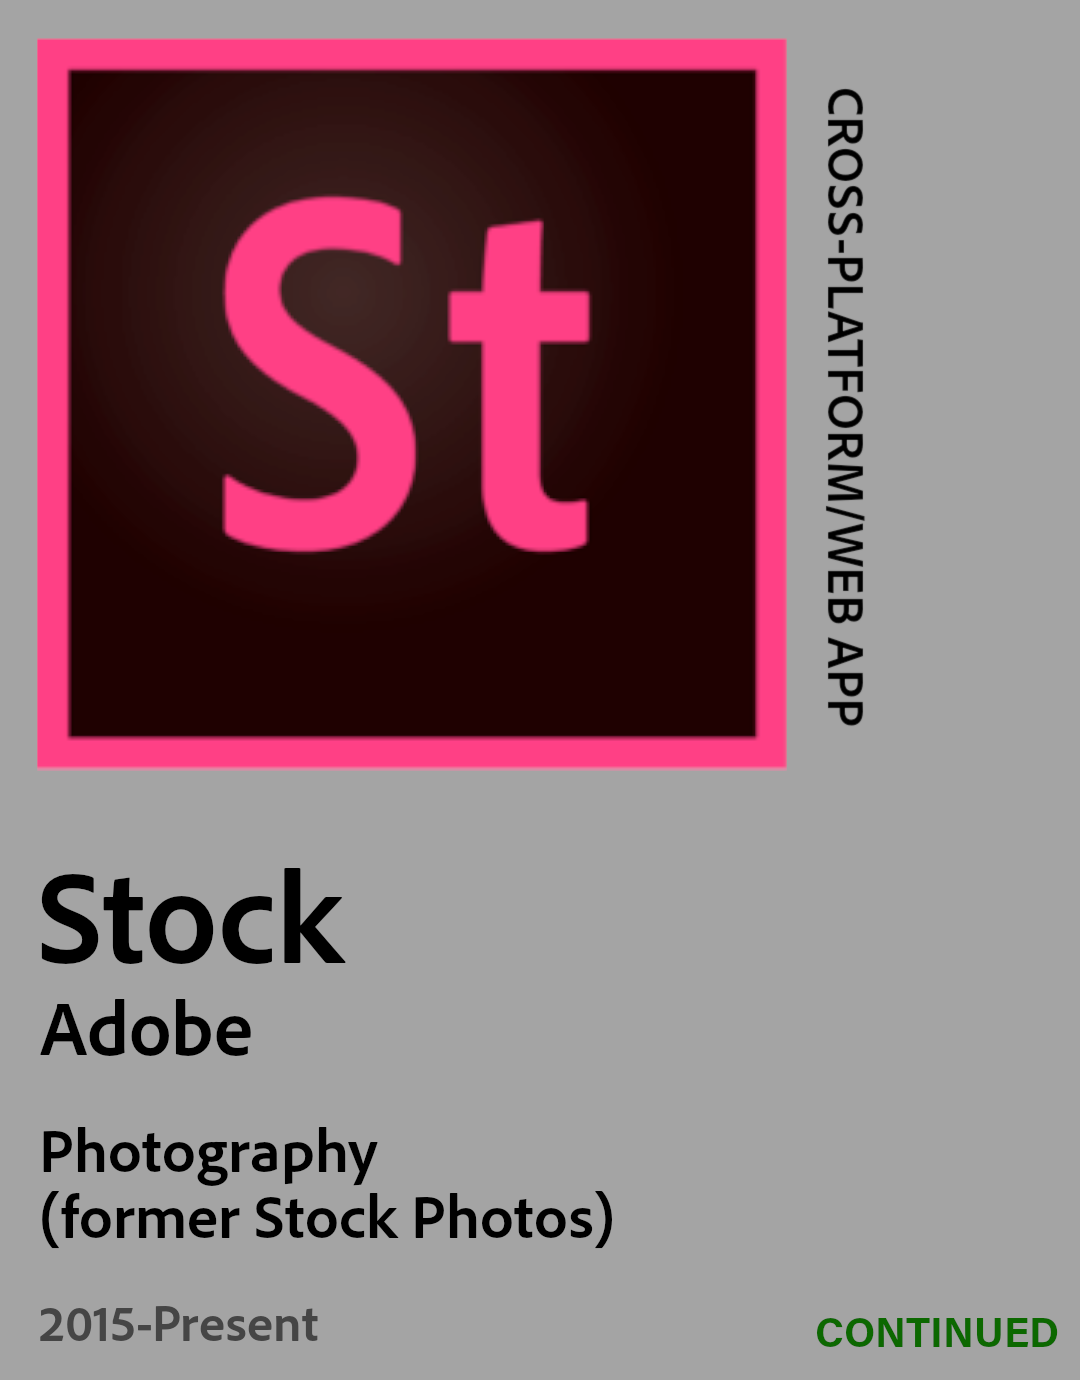 St
CROSS-PLATFORM/WEB APP
Stock
Adobe
Photography
(former Stock Photos)
2015-Present
CONTINUED